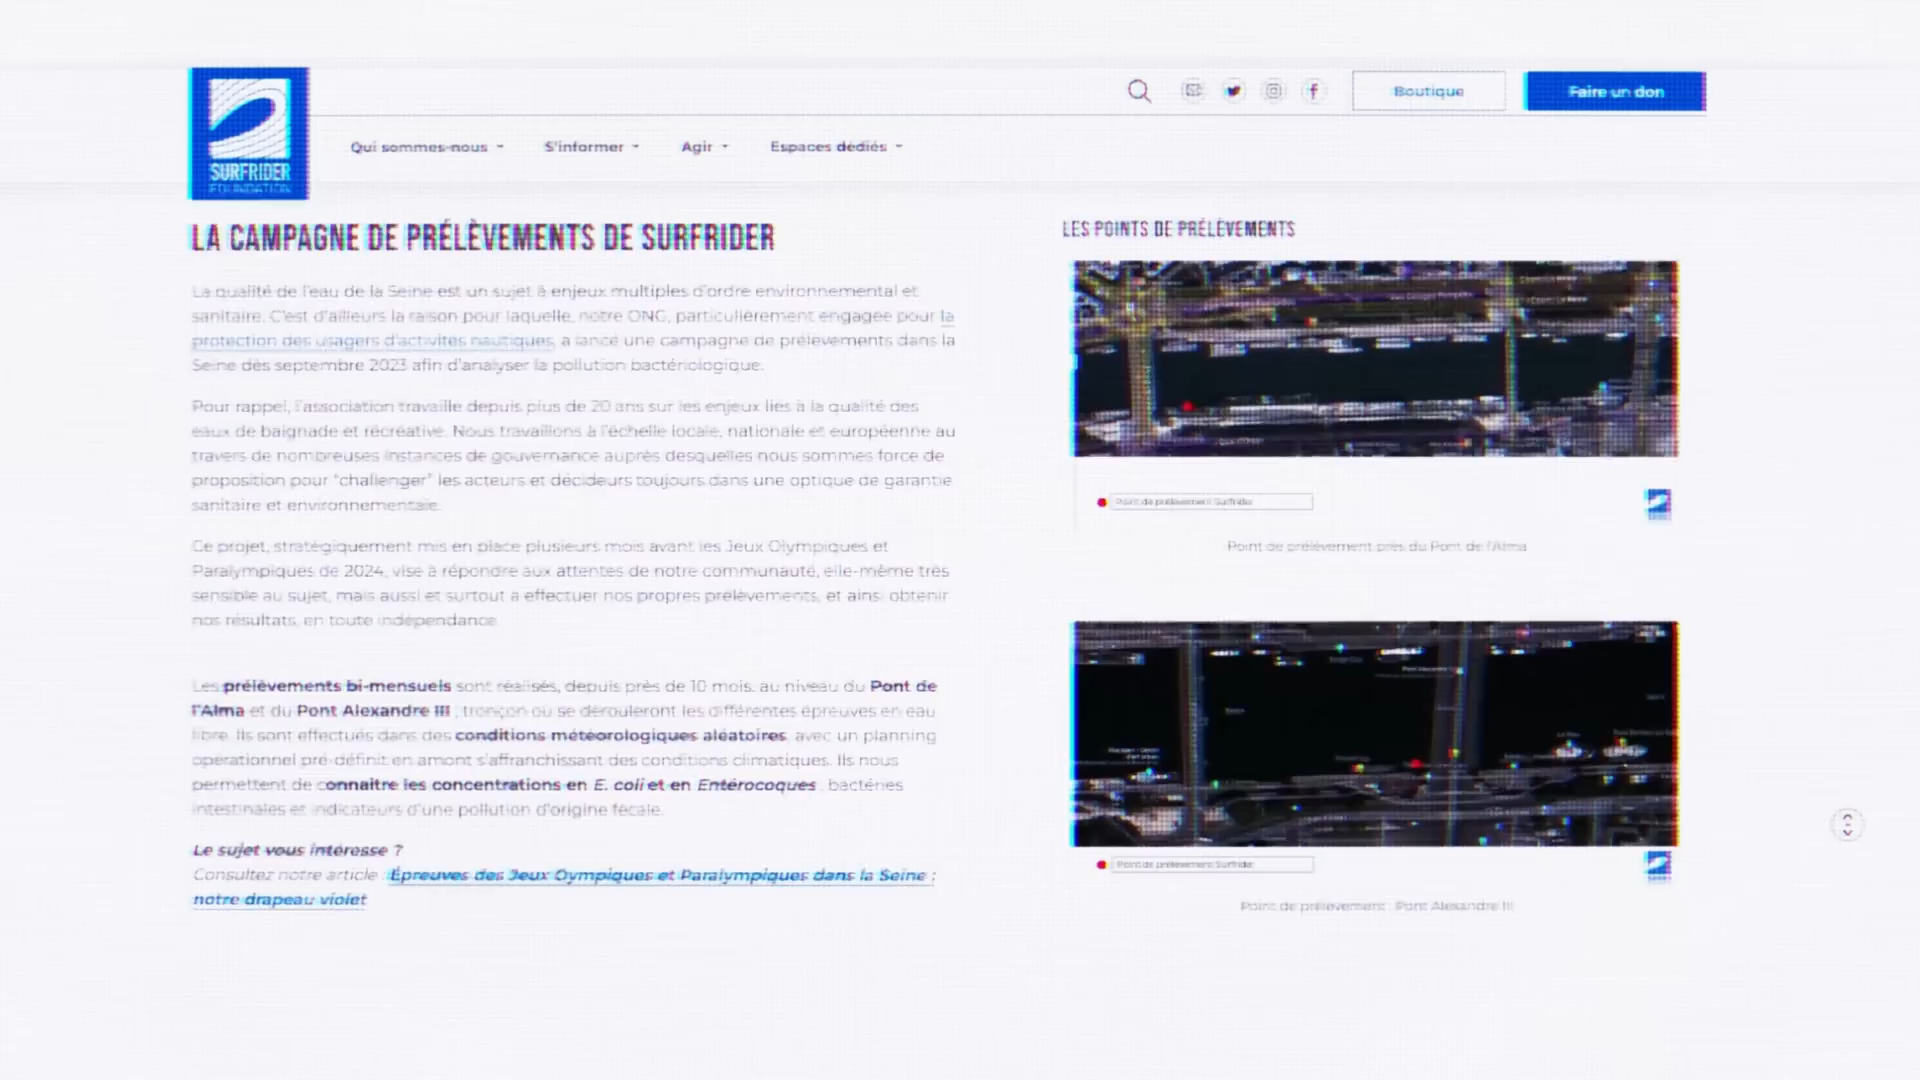 SURFRIDER
FOUNDATION
Boutique
Faire un don
Qui sommes-nous
S'informer
Agir
Espaces dédiés
LA CAMPAGNE DE PRÉLÈVEMENTS DE SURFRIDER
La qualité de l'eau de la Seine est un sujet à enjeux multiples d'ordre environnemental et
sanitaire. C'est d'ailleurs la raison pour laquelle, notre ONG, particulièrement engagée pour la
protection des usagers d'activités nautiques, a lancé une campagne de prélèvements dans la
Seine dès septembre 2023 afin d'analyser la pollution bactériologique.
Pour rappel, l'association travaille depuis plus de 20 ans sur les enjeux liés à la qualité des
eaux de baignade et récréative. Nous travaillons à l'échelle locale, nationale et européenne au
travers de nombreuses instances de gouvernance auprès desquelles nous sommes force de
proposition pour "challenger" les acteurs et décideurs toujours dans une optique de garantie
sanitaire et environnementale.
Ce projet, stratégiquement mis en place plusieurs mois avant les Jeux Olympiques et
Paralympiques de 2024, vise à répondre aux attentes de notre communauté, elle-même très
sensible au sujet, mais aussi et surtout à effectuer nos propres prélèvements, et ainsi obtenir
nos résultats, en toute indépendance.
Les prélèvements bi-mensuels sont réalisés, depuis près de 10 mois, au niveau du Pont de
l'Alma et du Pont Alexandre III, tronçon où se dérouleront les différentes épreuves en eau
libre. Ils sont effectués dans des conditions météorologiques aléatoires, avec un planning
opérationnel pré-définit en amont s'affranchissant des conditions climatiques. Ils nous
permettent de connaître les concentrations en E. coli et en Entérocoques, bactéries
intestinales et indicateurs d'une pollution d'origine fécale.
Le sujet vous intéresse ?
Consultez notre article : Épreuves des Jeux Oympiques et Paralympiques dans la Seine :
notre drapeau violet
LES POINTS DE PRÉLÈVEMENTS
Point de prélèvement Surfrider
Point de prélèvement près du Pont de l'Alma
Point de prélèvement Surfrider
Point de prélèvement : Pont Alexandre III